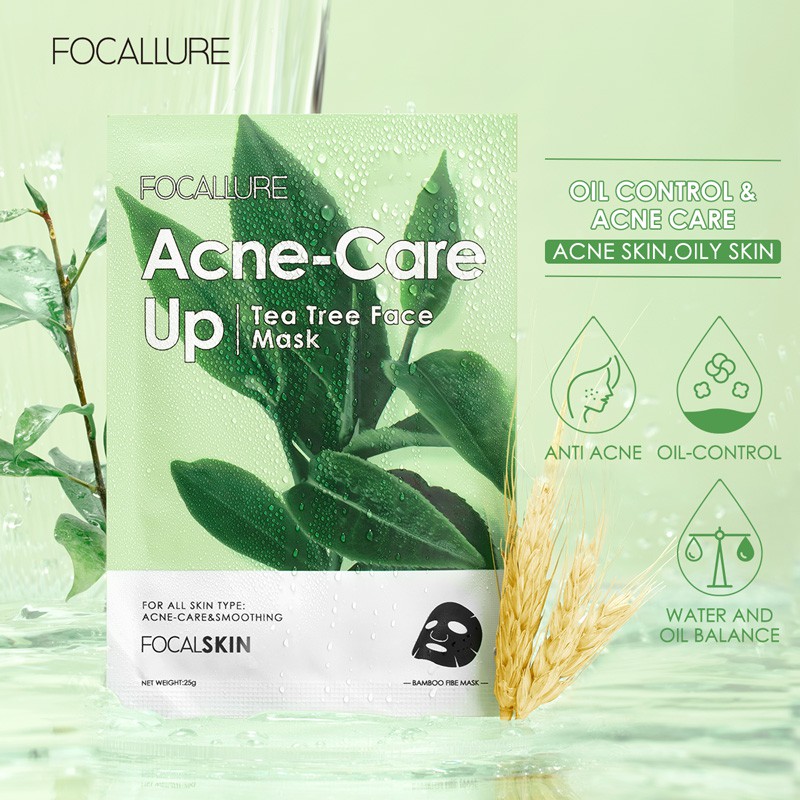 FOCALLURE
FOCALLURE
Acne-Care
Up
Tea Tree Face
Mask
FOR ALL SKIN TYPE:
ACNE-CARE&SMOOTHING
FOCALSKIN
NET WEIGHT:25g
— BAMBOO FIBE MASK —
OIL CONTROL &
ACNE CARE
ACNE SKIN,OILY SKIN
ANTI ACNE
OIL-CONTROL
WATER AND
OIL BALANCE